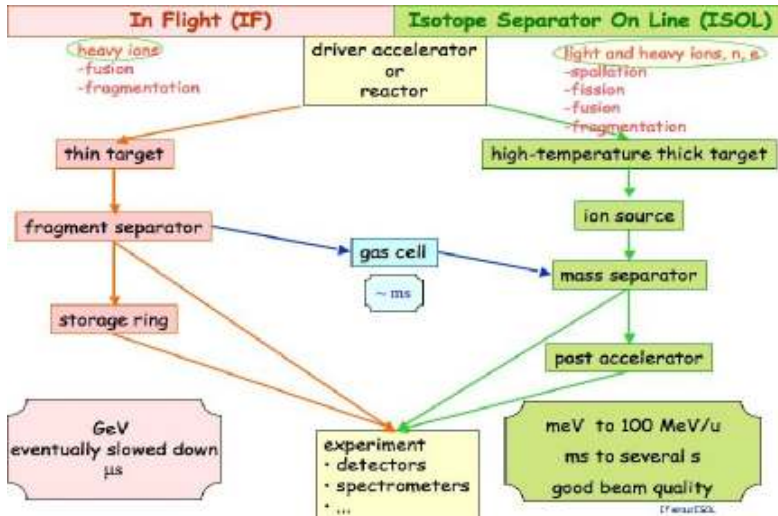 In Flight (IF)
Isotope Separator On Line (ISOL)
heavy ions
-fusion
-fragmentation
driver accelerator
or
reactor
light and heavy ions, n, e
-spallation
-fission
-fusion
-fragmentation
thin target
high-temperature thick target
fragment separator
ion source
gas cell
mass separator
~ ms
storage ring
post accelerator
GeV
eventually slowed down
µs
experiment
• detectors
• spectrometers
• ...
meV to 100 MeV/u
ms to several s
good beam quality